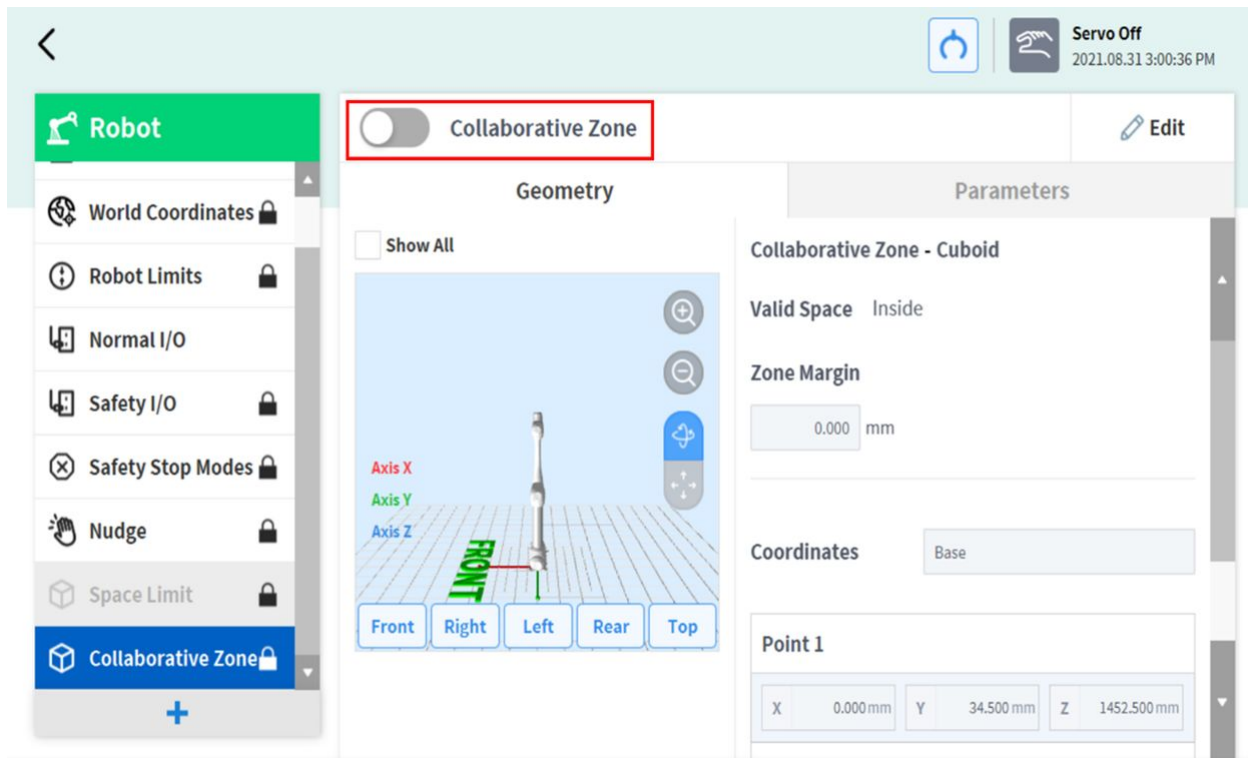 Servo Off
2021.08.31 3:00:36 PM
Robot
World Coordinates
Robot Limits
Normal I/O
Safety I/O
Safety Stop Modes
Nudge
Space Limit
Collaborative Zone
+
Collaborative Zone
Edit
Geometry
Parameters
Show All
Axis X
Axis Y
Axis Z
FRONT
Front Right Left Rear Top
Collaborative Zone - Cuboid
Valid Space Inside
Zone Margin
0.000 mm
Coordinates Base
Point 1
X 0.000 mm Y 34.500 mm Z 1452.500 mm